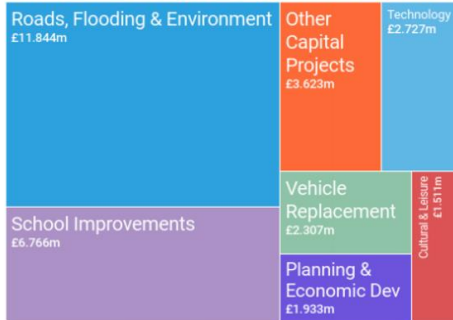 Roads, Flooding & Environment
£11.844m
School Improvements
£6.766m
Other
Capital
Projects
£3.623m
Technology
£2.727m
Vehicle
Replacement
£2.307m
Planning &
Economic Dev
£1.933m
Cultural & Leisure
£1.511m